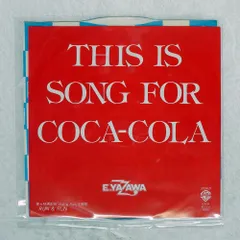 THIS IS
SONG FOR
COCA-COLA
E.YAZAWA